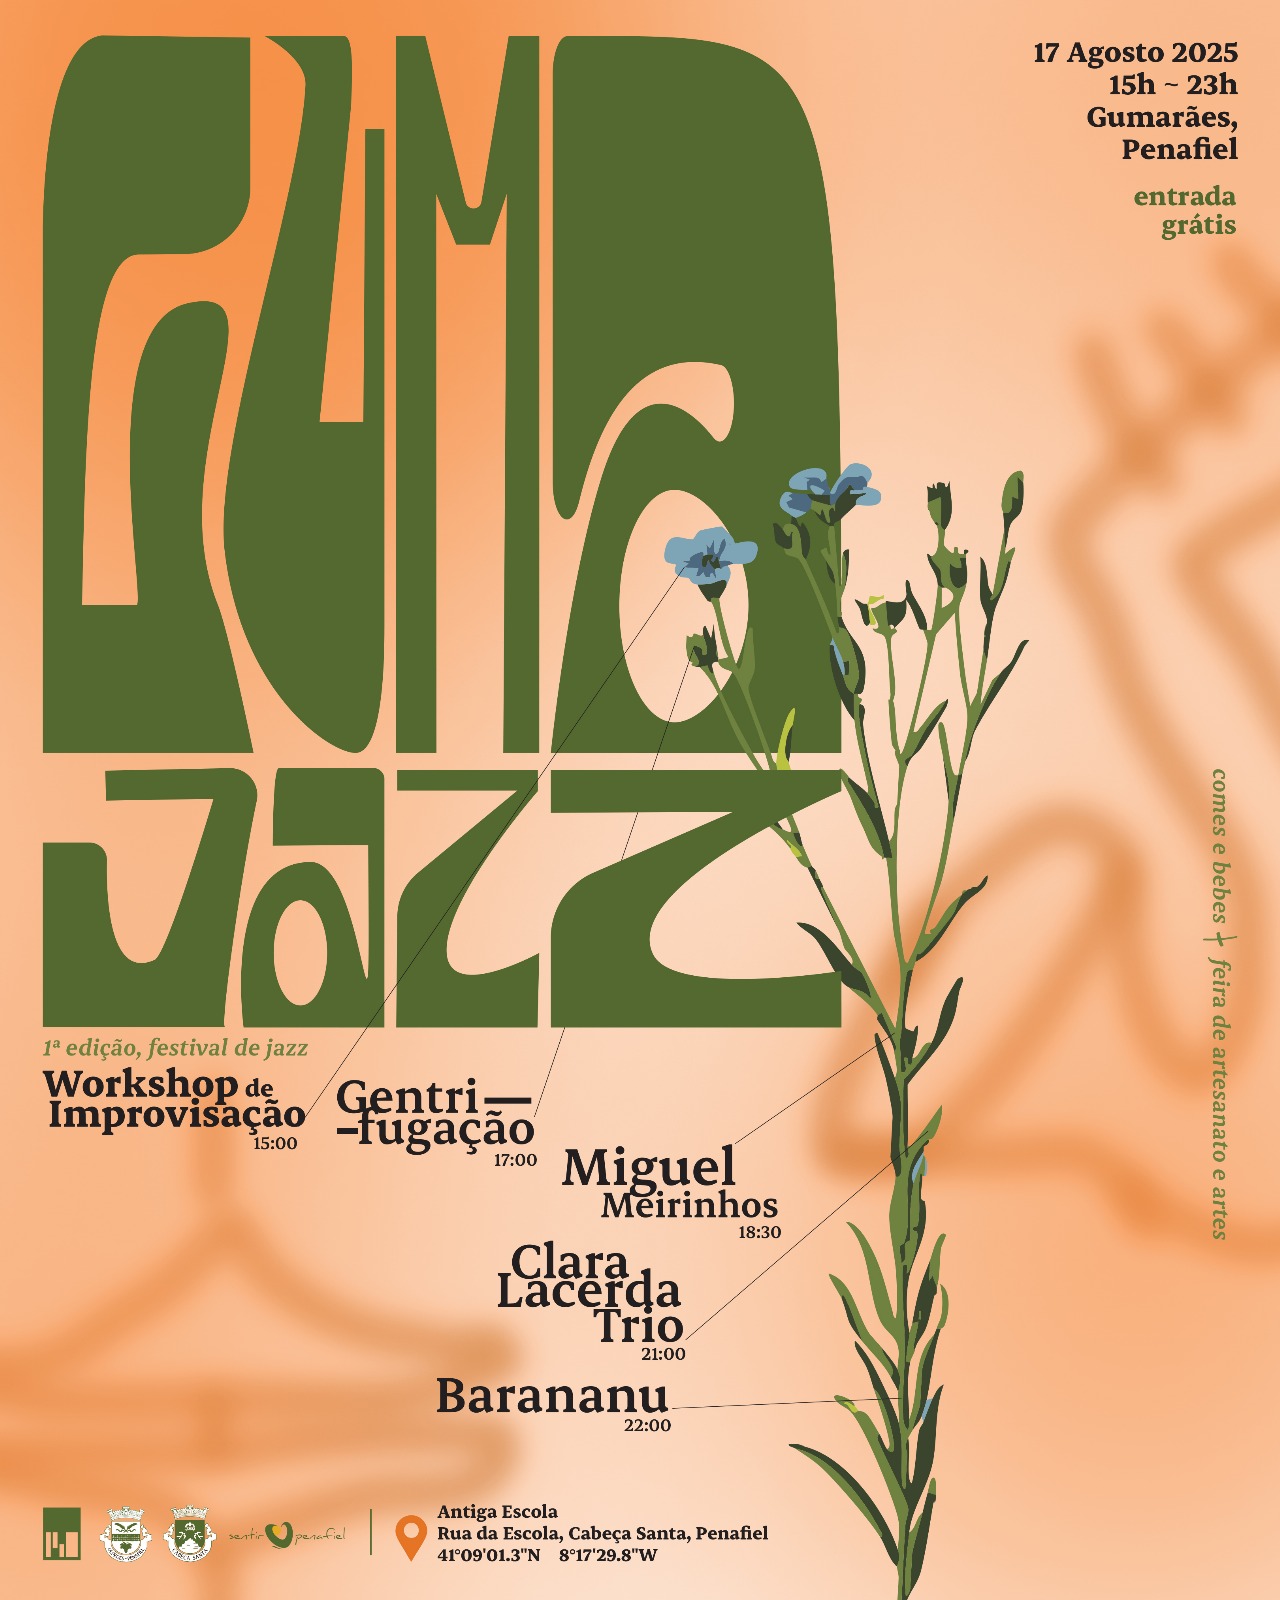 GUMa
JaZZ
17 Agosto 2025
15h ~ 23h
Gumarães,
Penafiel
entrada
grátis
comes e bebes + feira de artesanato e artes
1ª edição, festival de jazz
Workshop de
Improvisação
15:00
Gentri—
–fugação
17:00
Miguel
Meirinhos
18:30
Clara
Lacerda
Trio
21:00
Barananu
22:00
CABEÇA SANTA
sentir penafiel
Antiga Escola
Rua da Escola, Cabeça Santa, Penafiel
41°09'01.3"N 8°17'29.8"W